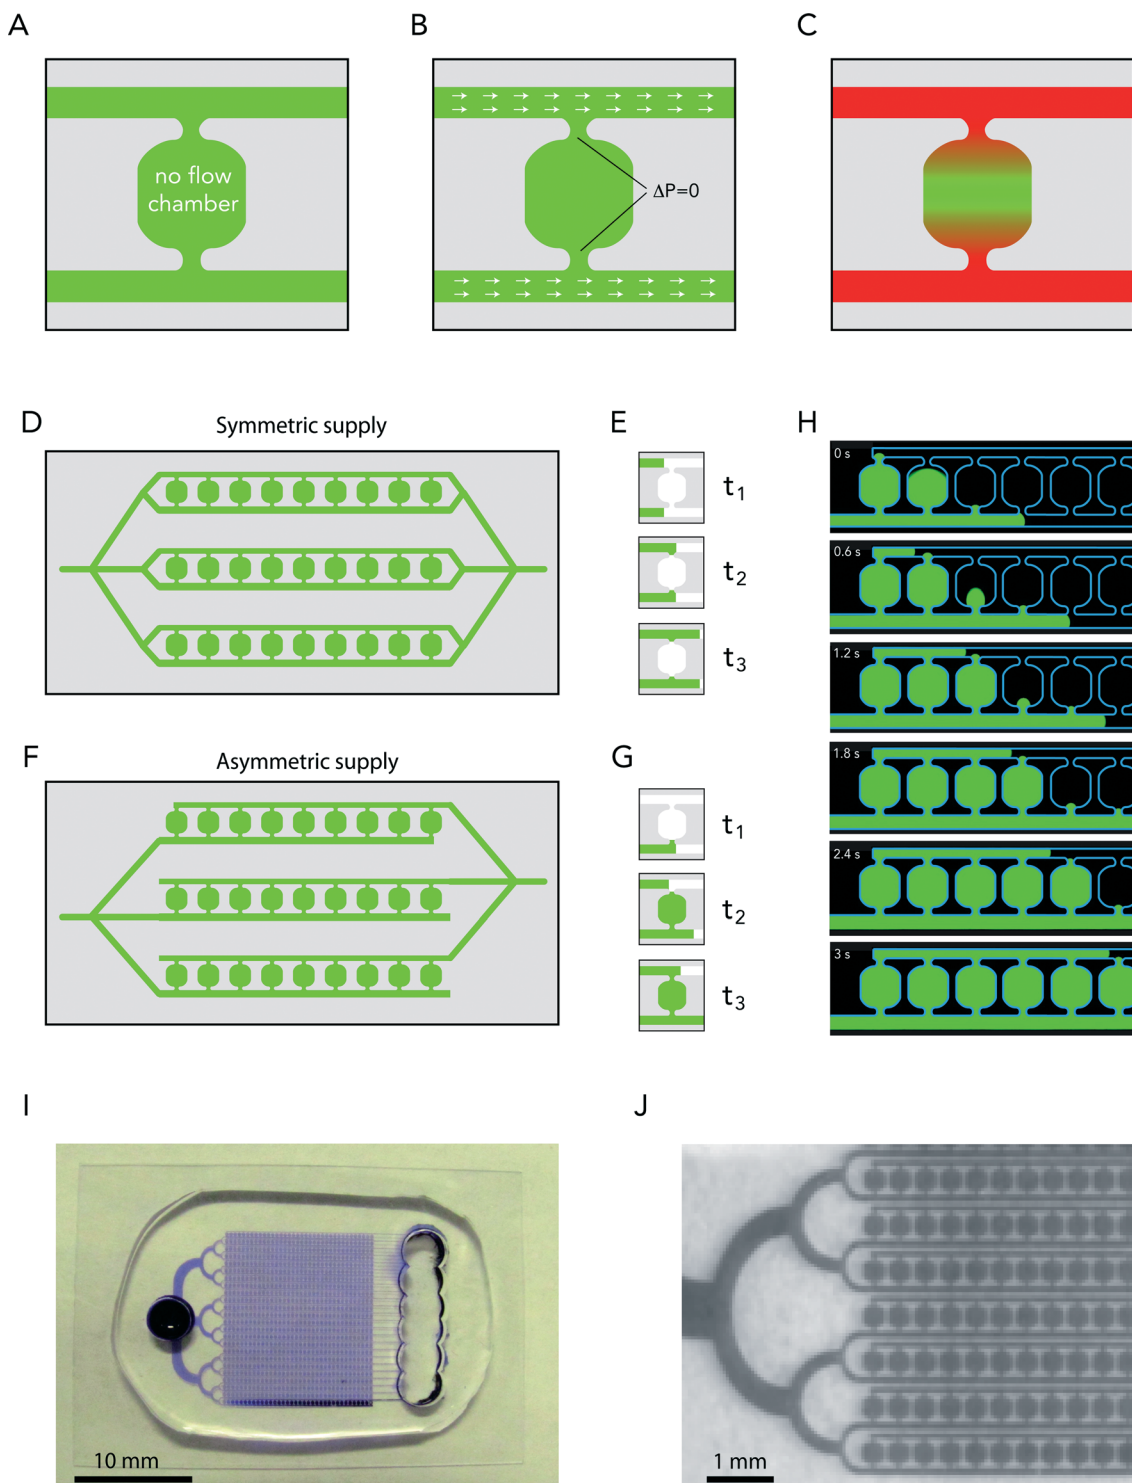 A
B
C
no flow
chamber
ΔP=0
D
Symmetric supply
E
H
t1
t2
t3
0 s
0.6 s
1.2 s
1.8 s
2.4 s
3 s
F
Asymmetric supply
G
t1
t2
t3
I
J
10 mm
1 mm